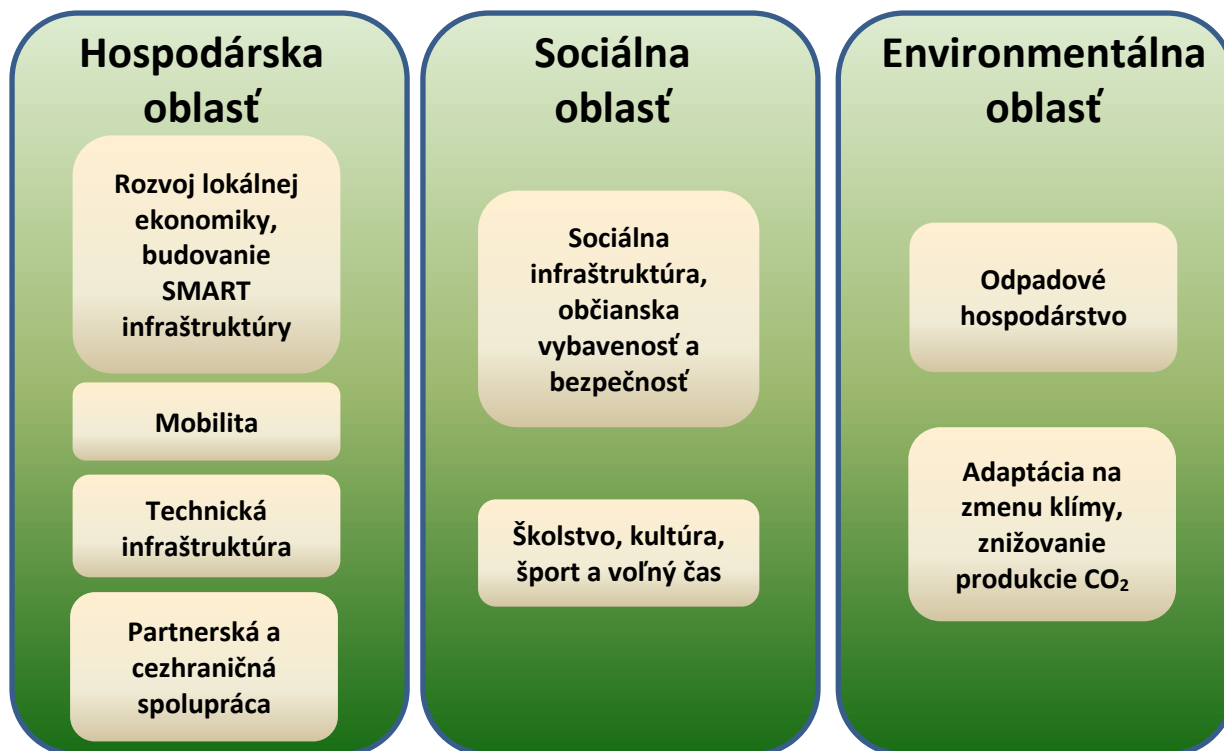 Hospodárska
oblasť
Rozvoj lokálnej
ekonomiky,
budovanie
SMART
infraštruktúry
Mobilita
Technická
infraštruktúra
Partnerská a
cezhraničná
spolupráca
Sociálna
oblasť
Sociálna
infraštruktúra,
občianska
vybavenosť a
bezpečnosť
Školstvo, kultúra,
šport a voľný čas
Environmentálna
oblasť
Odpadové
hospodárstvo
Adaptácia na
zmenu klímy,
znižovanie
produkcie CO₂